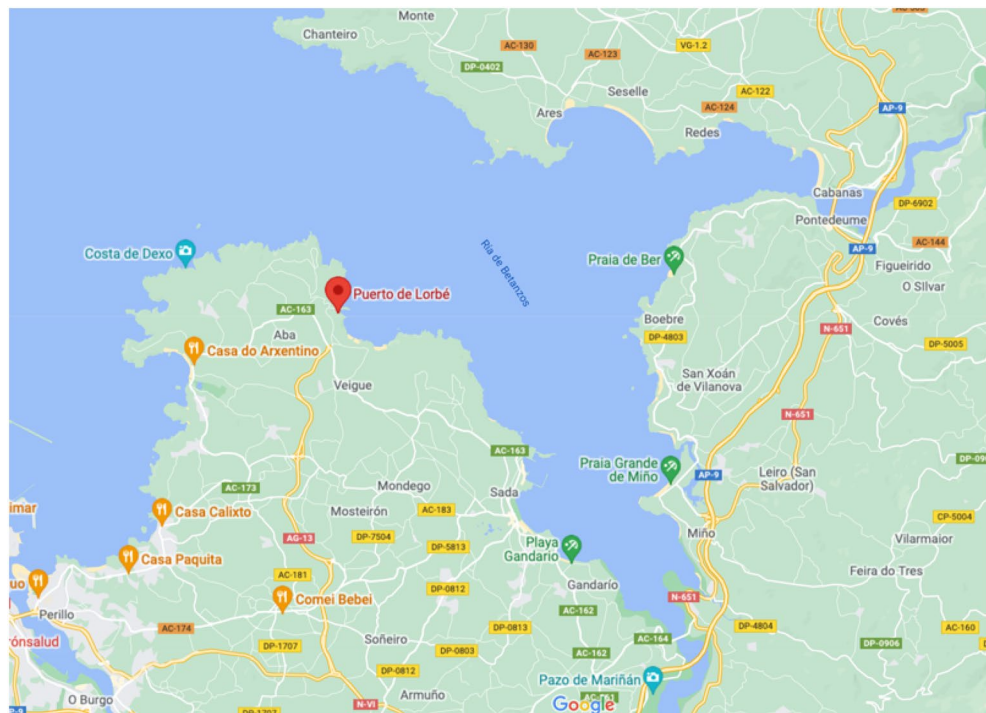 Monte
Chanteiro
AC-130
VG-1.2
AC-123
DP-0402
AC-122
Seselle
AC-124
AP-9
Ares
Redes
Cabanas
DP-6902
Pontedeume
AC-144
AP-9
Figueirido
O SIlvar
Costa de Dexo
Ría de Betanzos
Praia de Ber
Puerto de Lorbé
AC-163
Aba
Boebre
Covés
N-651
DP-4803
DP-5005
Casa do Arxentino
Veigue
San Xoán
de Vilanova
N-651
AC-163
Praia Grande
de Miño
AP-9
Leiro (San
Salvador)
AC-173
Mondego
Sada
Casa Calixto
Mosteirón
AC-183
CP-5004
AG-13
DP-7504
DP-5813
Miño
Vilarmaior
Casa Paquita
Playa
Gandario
AC-181
DP-0812
Gandarío
Feira do Tres
Comei Bebei
N-651
Perillo
AC-162
AC-174
DP-0813
DP-4804
AC-160
DP-1707
Soñeiro
AC-164
DP-0906
DP-0803
AC-162
DP-0812
Pazo de Mariñán
O Burgo
N-VI
Armuño
Google